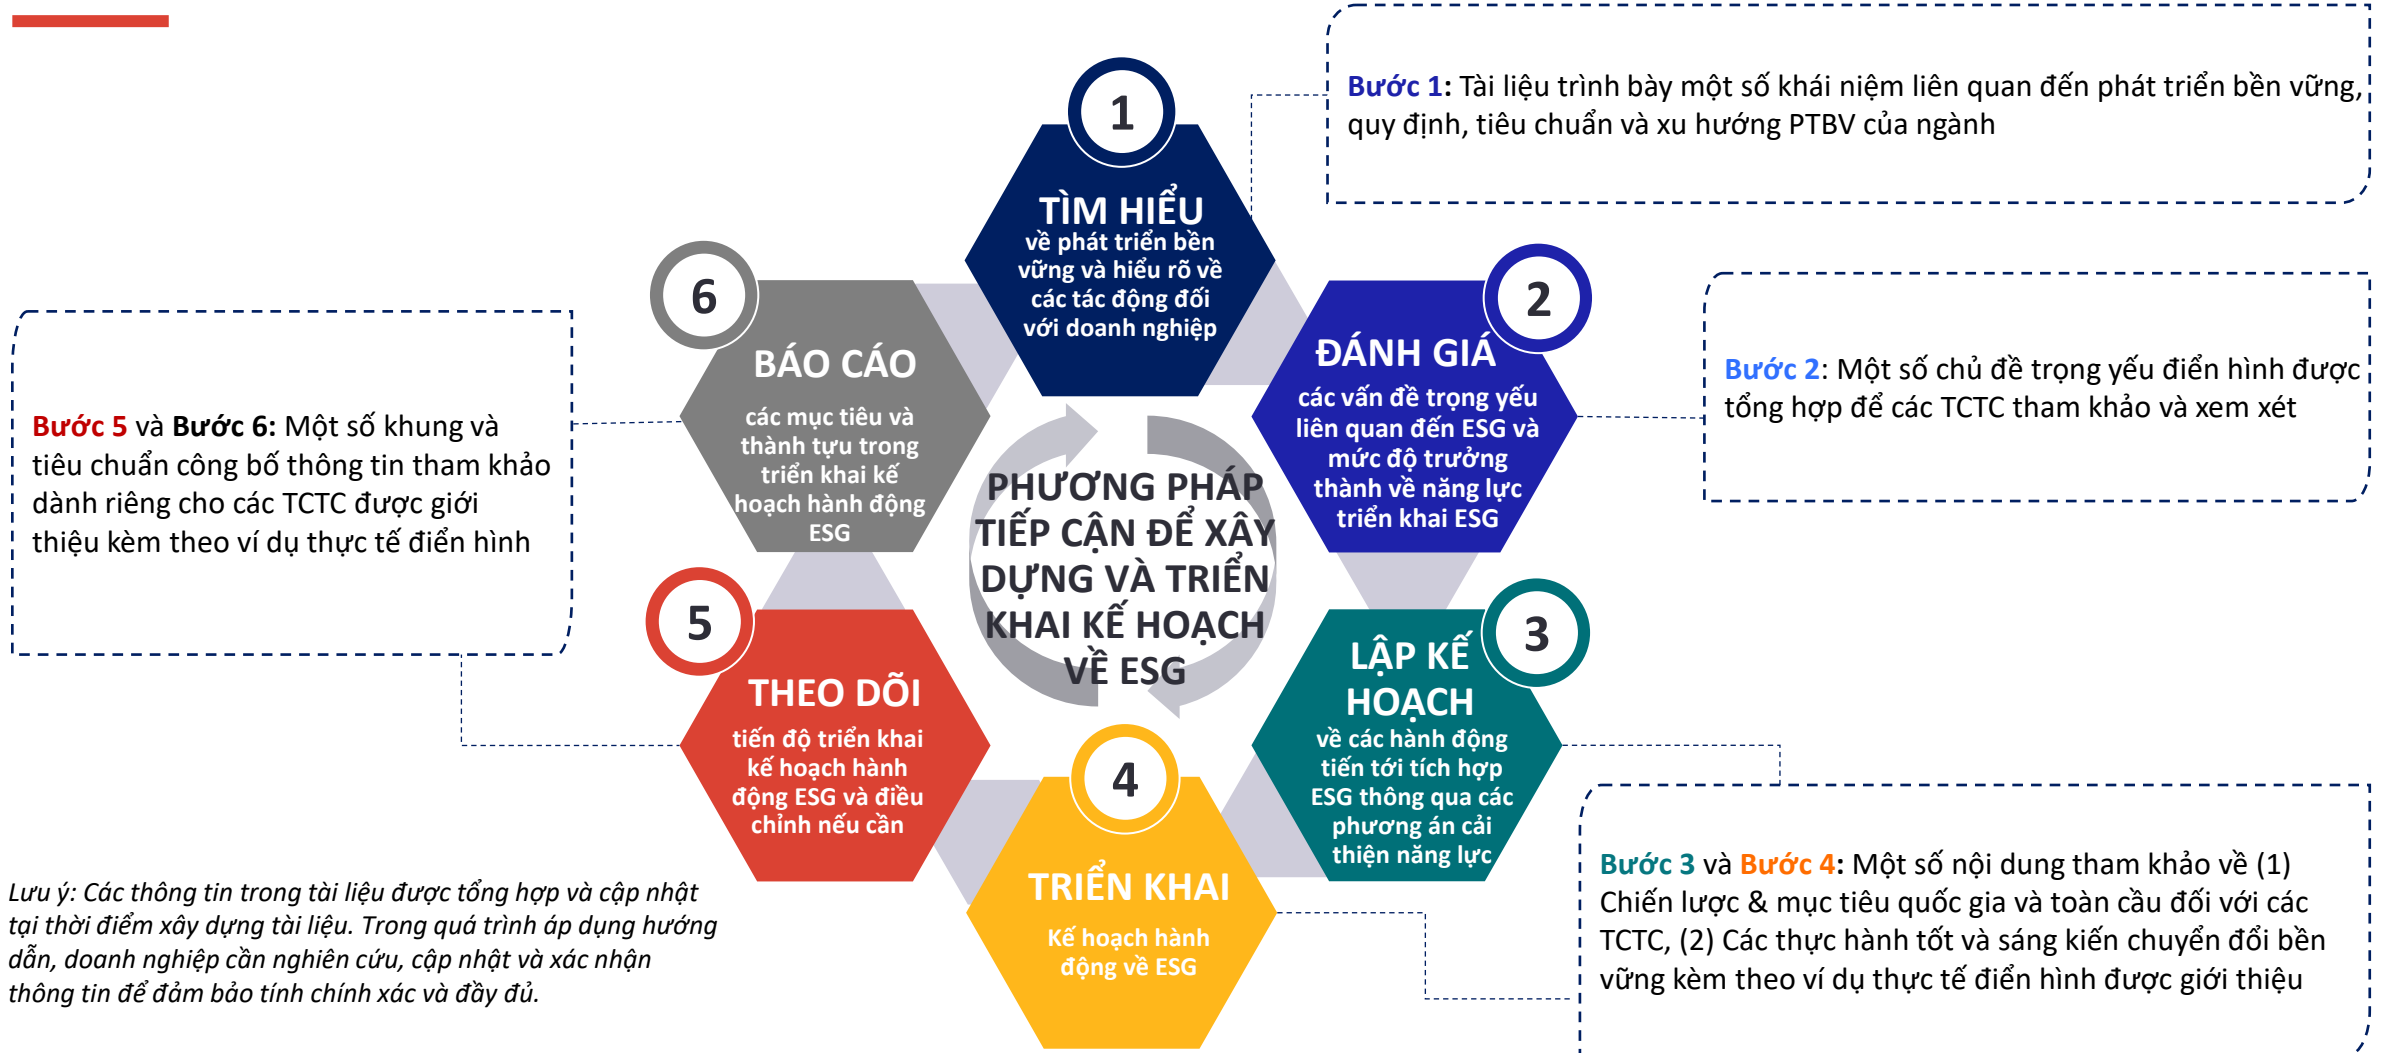 1
TÌM HIỂU
về phát triển bền
vững và hiểu rõ về
các tác động đối
với doanh nghiệp
Bước 1: Tài liệu trình bày một số khái niệm liên quan đến phát triển bền vững,
quy định, tiêu chuẩn và xu hướng PTBV của ngành
2
ĐÁNH GIÁ
các vấn đề trọng yếu
liên quan đến ESG và
mức độ trưởng
thành về năng lực
triển khai ESG
Bước 2: Một số chủ đề trọng yếu điển hình được
tổng hợp để các TCTC tham khảo và xem xét
3
LẬP KẾ
HOẠCH
về các hành động
tiến tới tích hợp
ESG thông qua các
phương án cải
thiện năng lực
4
TRIỂN KHAI
Kế hoạch hành
động về ESG
Bước 3 và Bước 4: Một số nội dung tham khảo về (1)
Chiến lược & mục tiêu quốc gia và toàn cầu đối với các
TCTC, (2) Các thực hành tốt và sáng kiến chuyển đổi bền
vững kèm theo ví dụ thực tế điển hình được giới thiệu
5
THEO DÕI
tiến độ triển khai
kế hoạch hành
động ESG và điều
chỉnh nếu cần
6
BÁO CÁO
các mục tiêu và
thành tựu trong
triển khai kế
hoạch hành động
ESG
Bước 5 và Bước 6: Một số khung và
tiêu chuẩn công bố thông tin tham khảo
dành riêng cho các TCTC được giới
thiệu kèm theo ví dụ thực tế điển hình
PHƯƠNG PHÁP
TIẾP CẬN ĐỂ XÂY
DỰNG VÀ TRIỂN
KHAI KẾ HOẠCH
VỀ ESG
Lưu ý: Các thông tin trong tài liệu được tổng hợp và cập nhật
tại thời điểm xây dựng tài liệu. Trong quá trình áp dụng hướng
dẫn, doanh nghiệp cần nghiên cứu, cập nhật và xác nhận
thông tin để đảm bảo tính chính xác và đầy đủ.